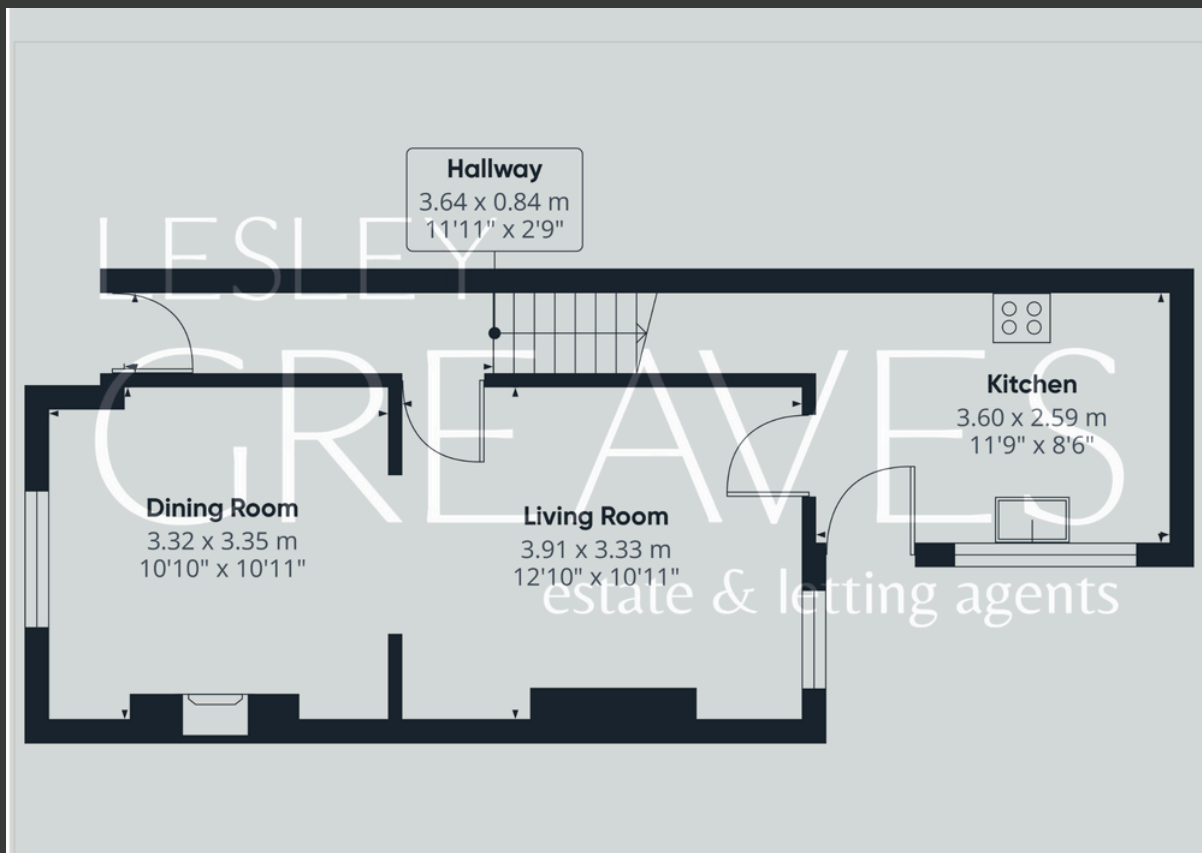 Hallway
3.64 x 0.84 m
11'11" x 2'9"
LESLEY
GREAVES
estate & letting agents
Kitchen
3.60 x 2.59 m
11'9" x 8'6"
Dining Room
3.32 x 3.35 m
10'10" x 10'11"
Living Room
3.91 x 3.33 m
12'10" x 10'11"